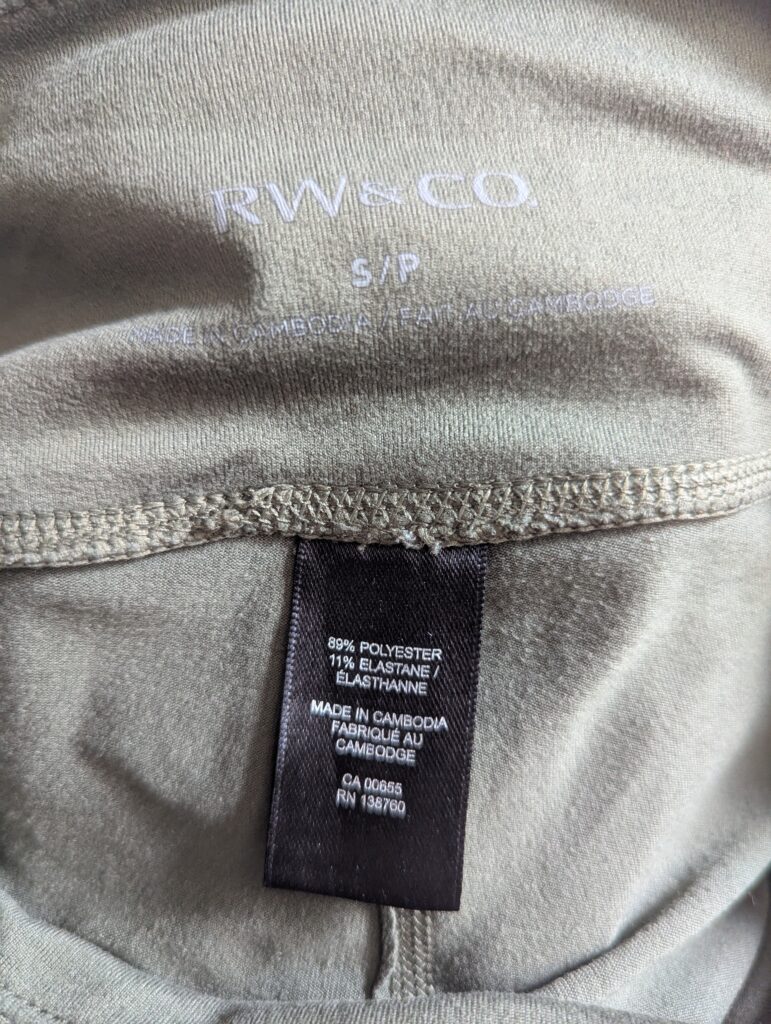 RW&CO.
S/P
MADE IN CAMBODIA / FAIT AU CAMBODGE
89% POLYESTER
11% ELASTANE /
ÉLASTHANNE
MADE IN CAMBODIA
FABRIQUÉ AU
CAMBODGE
CA 00655
RN 138760